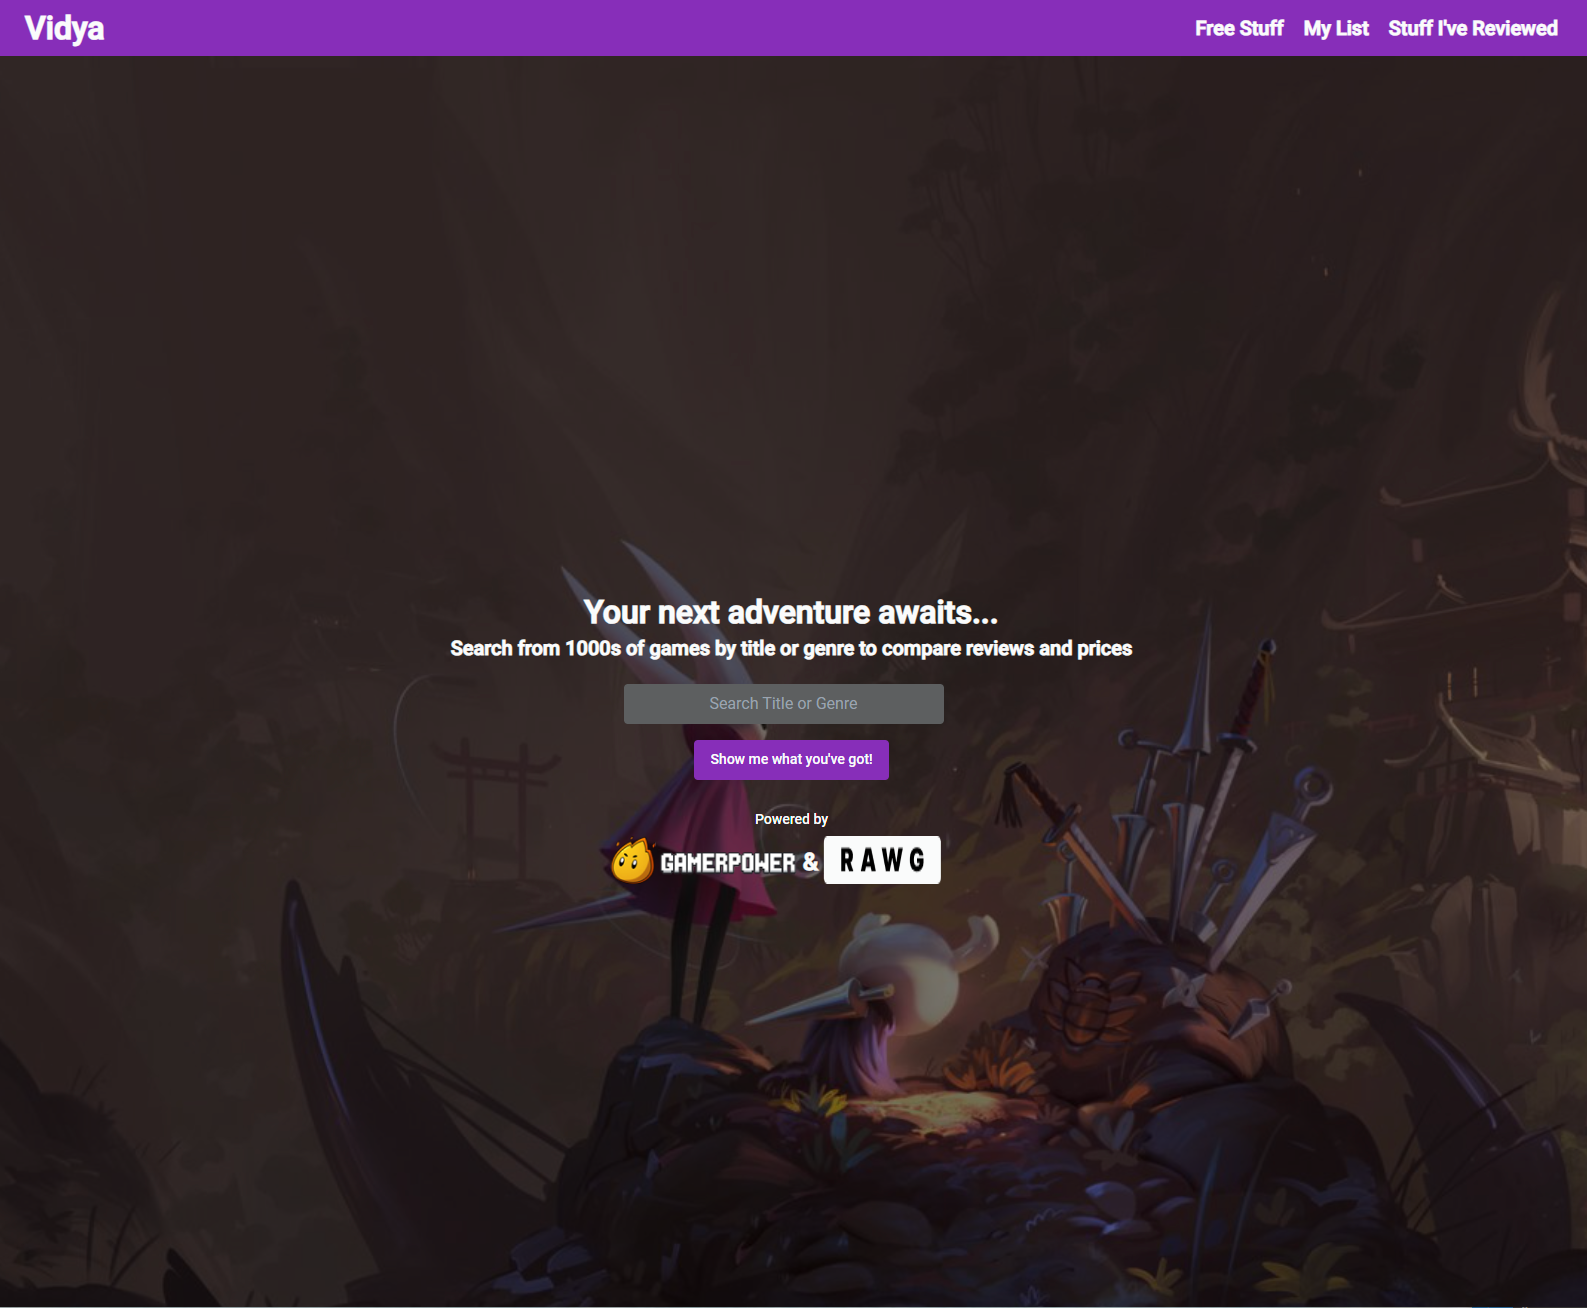 Vidya
Free Stuff My List Stuff I've Reviewed
Your next adventure awaits...
Search from 1000s of games by title or genre to compare reviews and prices
Search Title or Genre
Show me what you've got!
Powered by
GAMERPOWER & RAWG